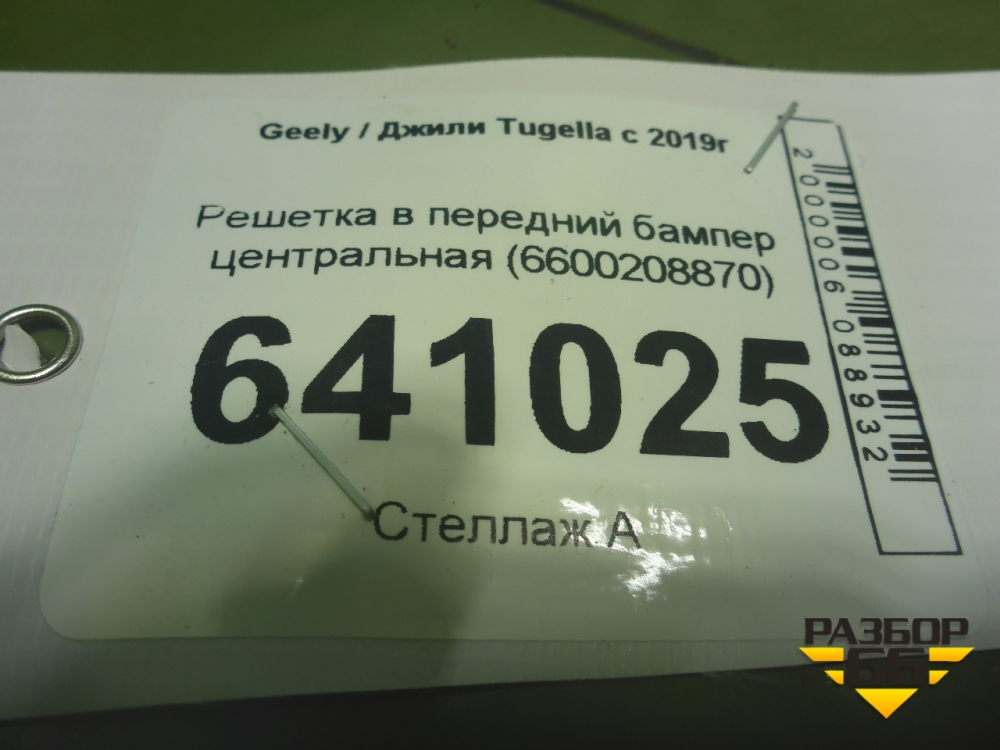 Geely / Джили Tugella с 2019г
Решетка в передний бампер
центральная (6600208870)
641025
Стеллаж А
2000006088932
РАЗБОР
66